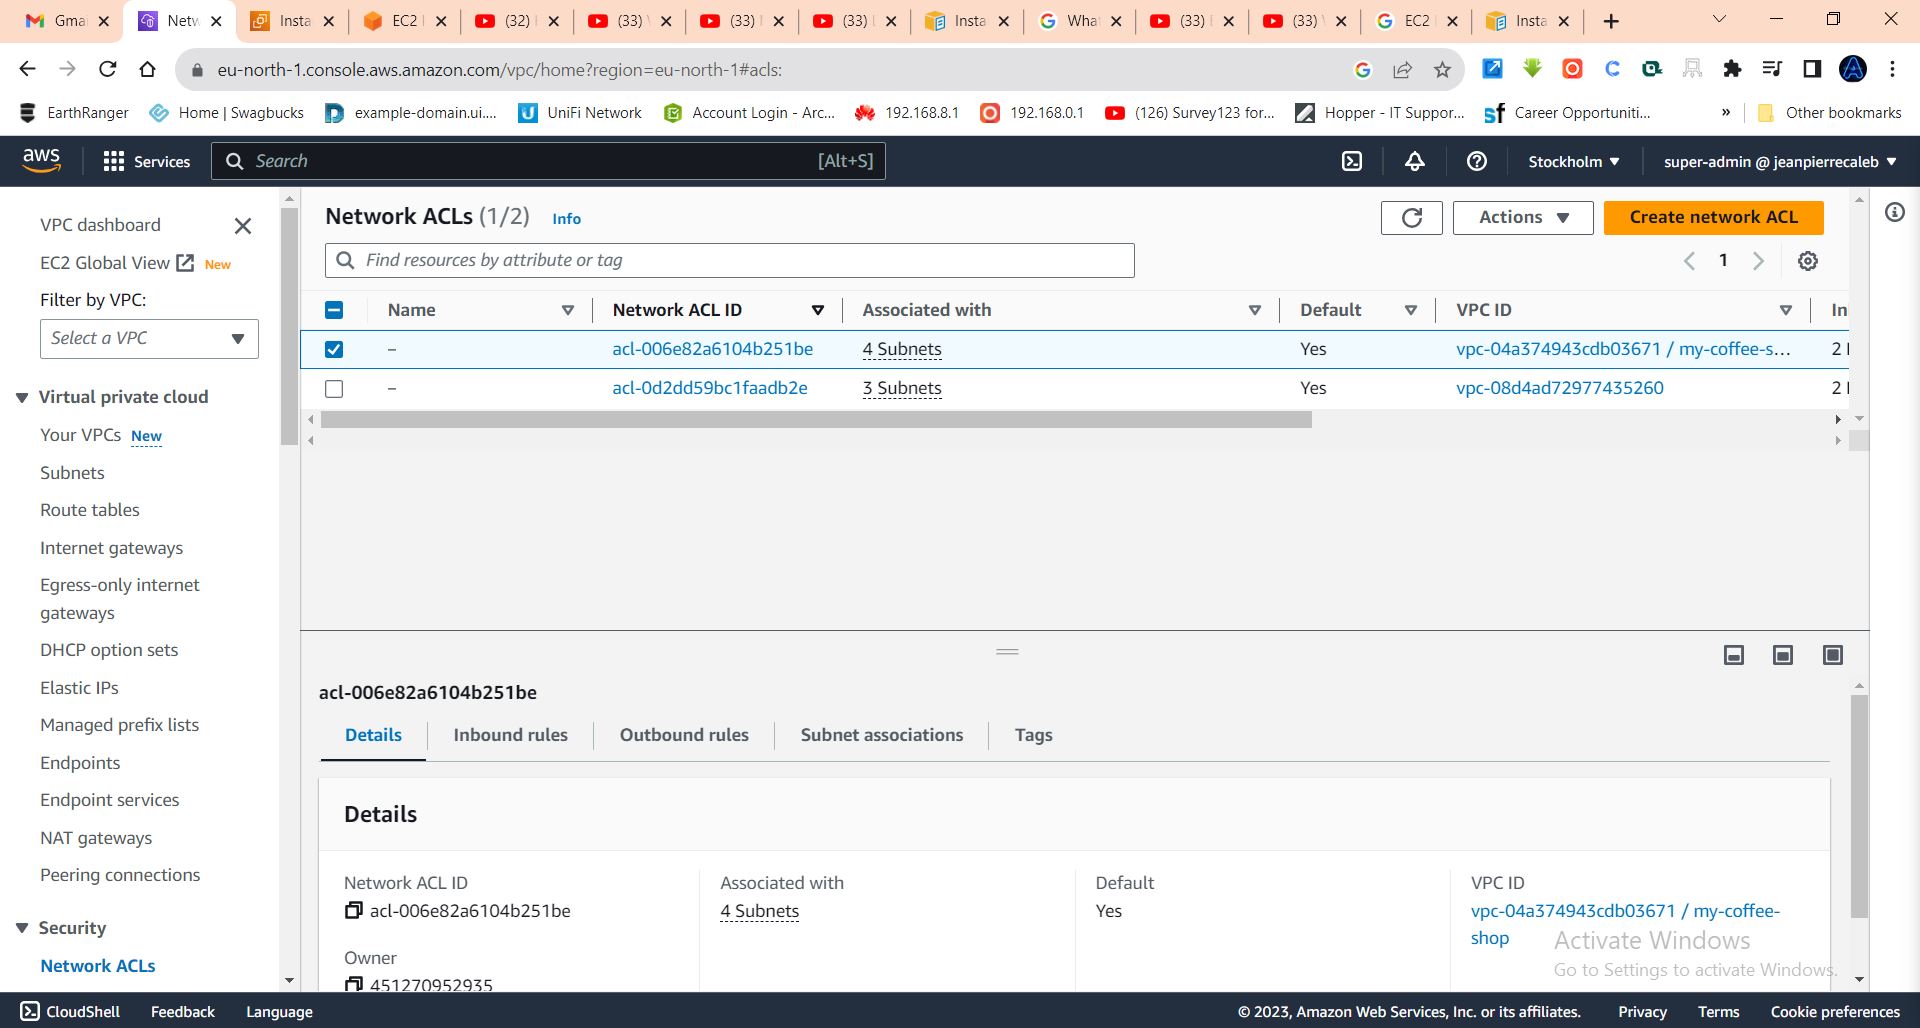 Gmai
Netw
Insta
EC2
(32)
(33)
(33)
(33)
Insta
What
(33)
(33)
EC2
Insta
eu-north-1.console.aws.amazon.com/vpc/home?region=eu-north-1#acls:
EarthRanger
Home | Swagbucks
example-domain.ui....
UniFi Network
Account Login - Arc...
192.168.8.1
192.168.0.1
(126) Survey123 for...
Hopper - IT Suppor...
Career Opportuniti...
»
Other bookmarks
aws
Services
Search
[Alt+S]
Stockholm
super-admin @ jeanpierrecaleb
VPC dashboard
EC2 Global View
New
Filter by VPC:
Select a VPC
Virtual private cloud
Your VPCs New
Subnets
Route tables
Internet gateways
Egress-only internet
gateways
DHCP option sets
Elastic IPs
Managed prefix lists
Endpoints
Endpoint services
NAT gateways
Peering connections
Security
Network ACLs
Network ACLs (1/2) Info
Actions
Create network ACL
Find resources by attribute or tag
1
Name Network ACL ID Associated with Default VPC ID In
– acl-006e82a6104b251be 4 Subnets Yes vpc-04a374943cdb03671 / my-coffee-s... 2
– acl-0d2dd59bc1faadb2e 3 Subnets Yes vpc-08d4ad72977435260 2
acl-006e82a6104b251be
Details Inbound rules Outbound rules Subnet associations Tags
Details
Network ACL ID
acl-006e82a6104b251be
Associated with
4 Subnets
Default
Yes
VPC ID
vpc-04a374943cdb03671 / my-coffee-
shop
Owner
451270952935
Activate Windows
Go to Settings to activate Windows.
CloudShell Feedback Language
© 2023, Amazon Web Services, Inc. or its affiliates. Privacy Terms Cookie preferences